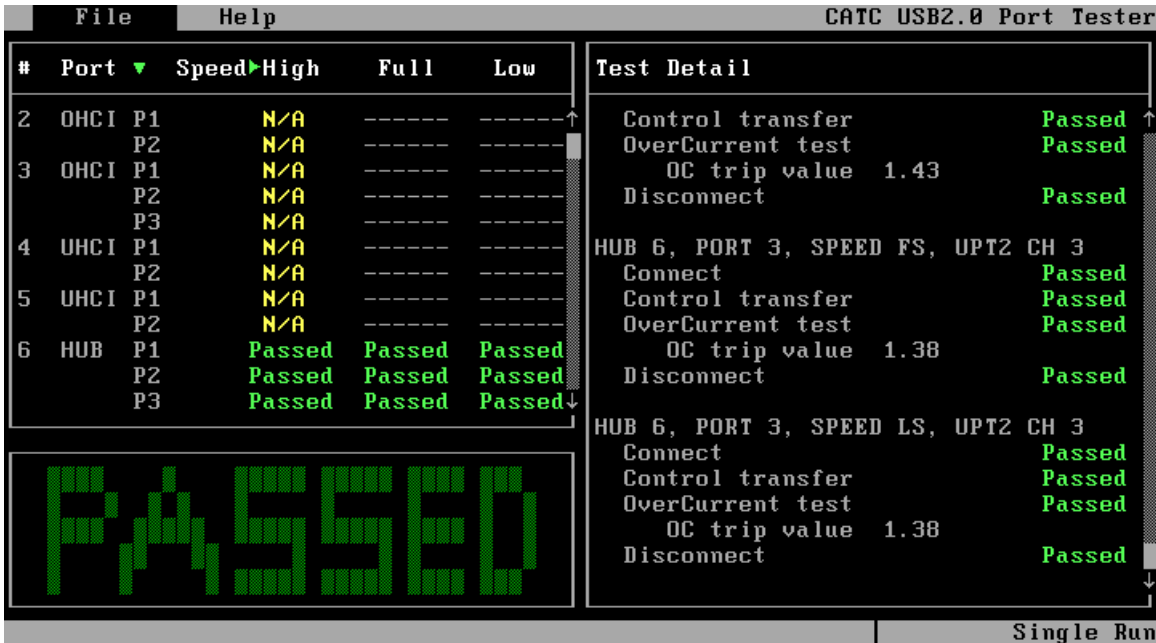 File Help CATC USB2.0 Port Tester
# Port ▼ Speed►High Full Low
2 OHCI P1 N/A ------ ------
P2 N/A ------ ------
3 OHCI P1 N/A ------ ------
P2 N/A ------ ------
P3 N/A ------ ------
4 UHCI P1 N/A ------ ------
P2 N/A ------ ------
5 UHCI P1 N/A ------ ------
P2 N/A ------ ------
6 HUB P1 Passed Passed Passed
P2 Passed Passed Passed
P3 Passed Passed Passed
PASSED
Test Detail
Control transfer Passed
OverCurrent test Passed
OC trip value 1.43
Disconnect Passed
HUB 6, PORT 3, SPEED FS, UPT2 CH 3
Connect Passed
Control transfer Passed
OverCurrent test Passed
OC trip value 1.38
Disconnect Passed
HUB 6, PORT 3, SPEED LS, UPT2 CH 3
Connect Passed
Control transfer Passed
OverCurrent test Passed
OC trip value 1.38
Disconnect Passed
Single Run